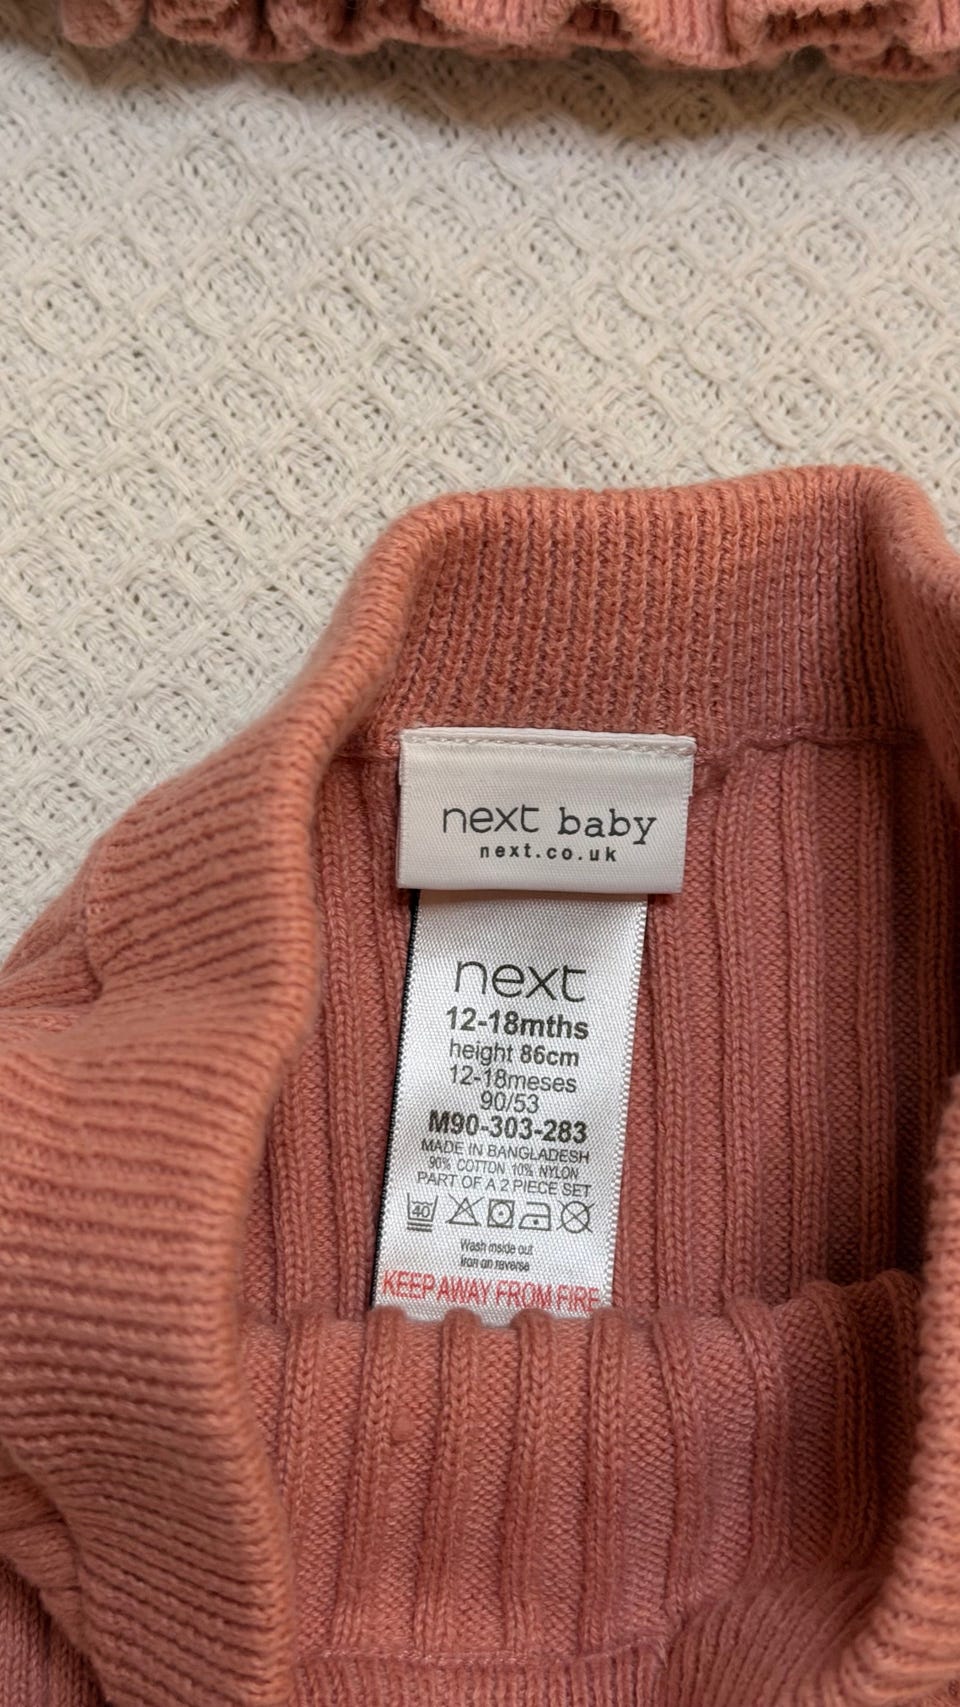 next baby
next.co.uk
next
12-18mths
height 86cm
12-18meses
90/53
M90-303-283
MADE IN BANGLADESH
90% COTTON 10% NYLON
PART OF A 2 PIECE SET
40
Wash inside out
Iron on reverse
KEEP AWAY FROM FIRE